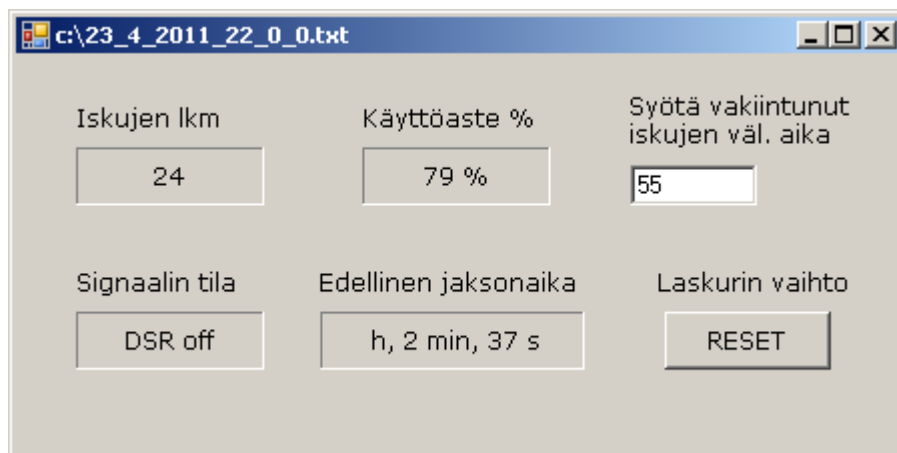 c:\23_4_2011_22_0_0.txt
Iskujen lkm
Käyttöaste %
Syötä vakiintunut
iskujen väl. aika
24
79 %
55
Signaalin tila
Edellinen jaksonaika
Laskurin vaihto
DSR off
h, 2 min, 37 s
RESET